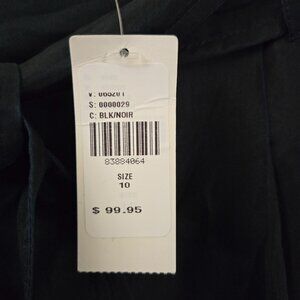 S: 0000029
C: BLK/NOIR
83884064
SIZE
10
$ 99.95